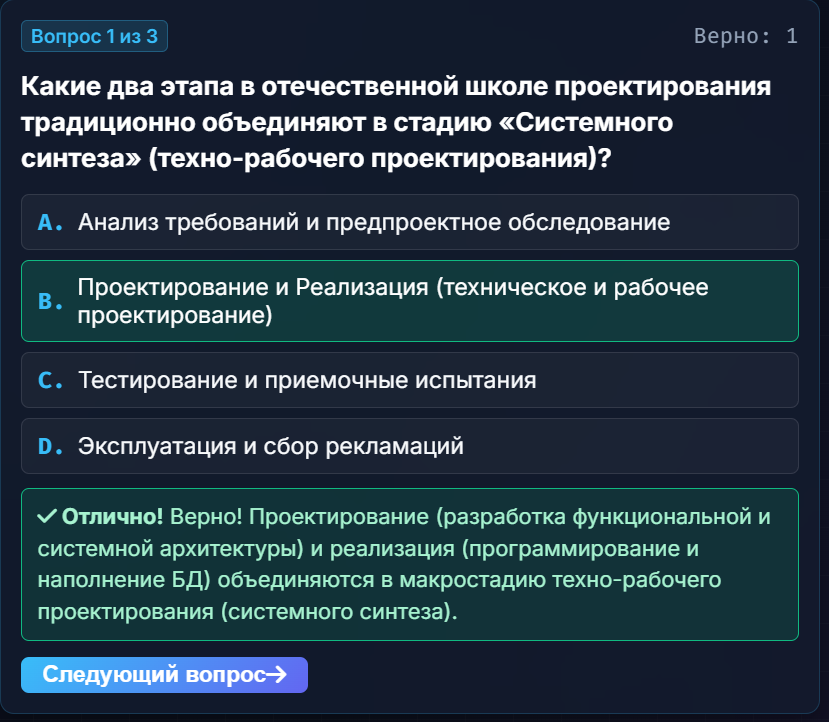 Вопрос 1 из 3
Верно: 1
Какие два этапа в отечественной школе проектирования
традиционно объединяют в стадию «Системного
синтеза» (техно-рабочего проектирования)?
A. Анализ требований и предпроектное обследование
B. Проектирование и Реализация (техническое и рабочее
проектирование)
C. Тестирование и приемочные испытания
D. Эксплуатация и сбор рекламаций
✓ Отлично! Верно! Проектирование (разработка функциональной и
системной архитектуры) и реализация (программирование и
наполнение БД) объединяются в макростадию техно-рабочего
проектирования (системного синтеза).
Следующий вопрос→